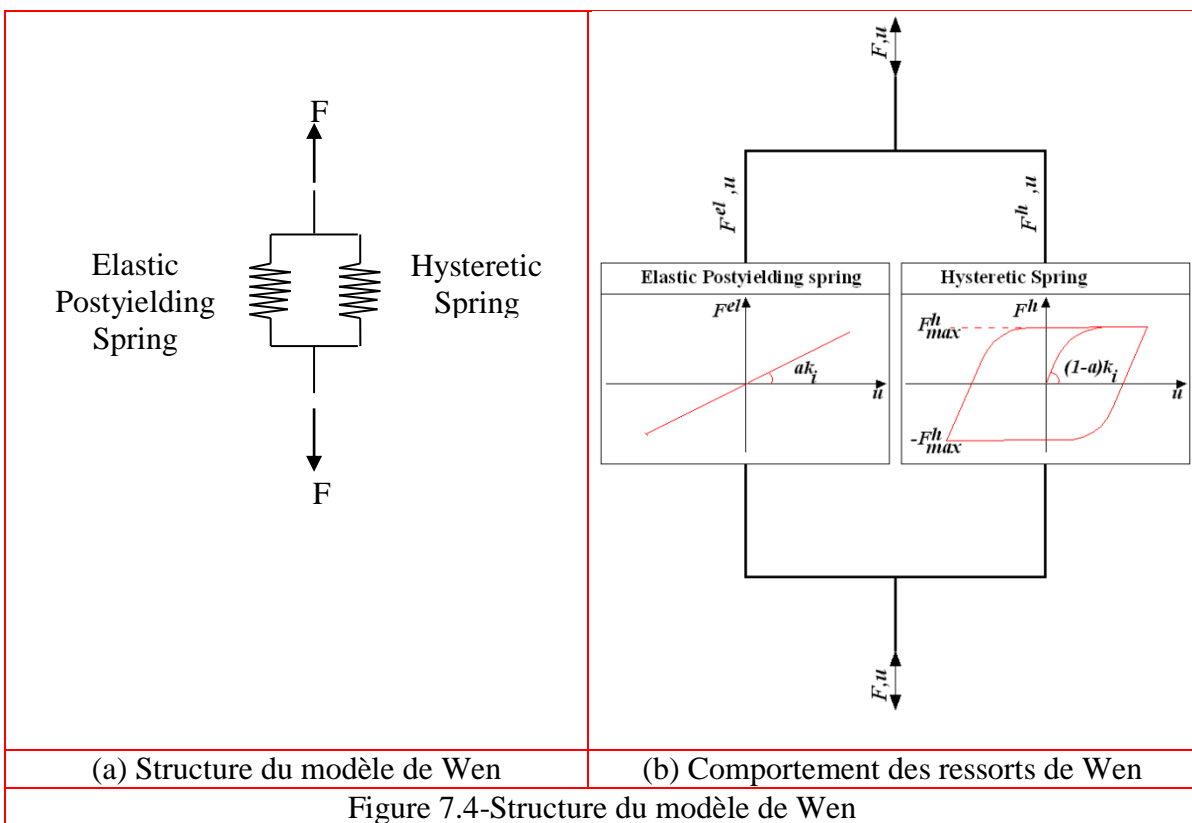 F
Elastic
Postyielding
Spring
Hysteretic
Spring
F
F,u
F^el ,u
F^h ,u
Elastic Postyielding spring
F^el
ak_i
u
Hysteretic Spring
F^h
F^h_max
(1-a)k_i
u
-F^h_max
F,u
(a) Structure du modèle de Wen
(b) Comportement des ressorts de Wen
Figure 7.4-Structure du modèle de Wen